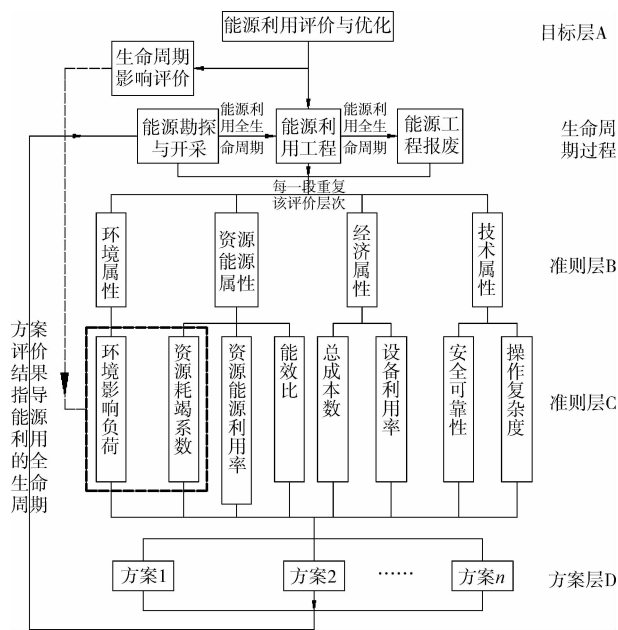 能源利用评价与优化
目标层A
生命周期
影响评价
能源勘探
与开采
能源利
用全生
命周期
能源利
用工程
能源利
用全生
命周期
能源工
程报废
生命周
期过程
每一段重复
该评价层次
环境属性
资源能源属性
经济属性
技术属性
准则层B
方案
评价
结果
指导
能源
利用
的全
生命
周期
环境影响负荷
资源耗竭系数
资源能源利用率
能效比
总成本数
设备利用率
安全可靠性
操作复杂度
准则层C
方案1
方案2
……
方案n
方案层D